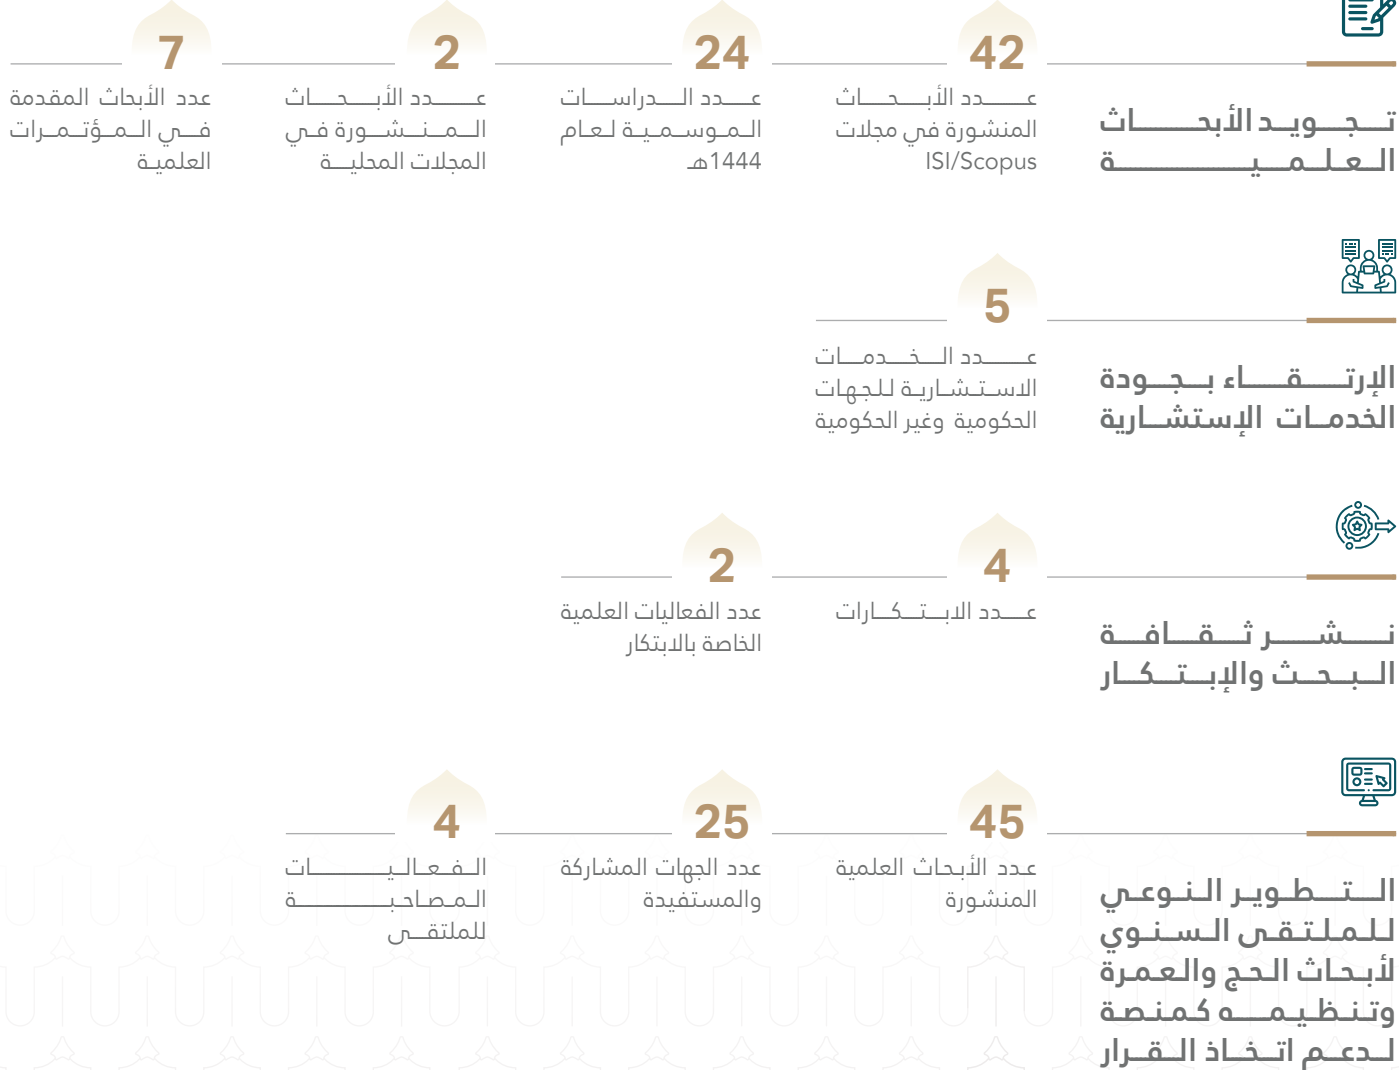 تجويد الأبحاث
العلمية
42
عدد الأبحاث
المنشورة في مجلات
ISI/Scopus
24
عدد الدراسات
الموسمية لعام
1444هـ
2
عدد الأبحاث
المنشورة في
المجلات المحلية
7
عدد الأبحاث المقدمة
في المؤتمرات
العلمية
الإرتقاء بجودة
الخدمات الإستشارية
5
عدد الخدمات
الاستشارية للجهات
الحكومية وغير الحكومية
نشر ثقافة
البحث والإبتكار
4
عدد الابتكارات
2
عدد الفعاليات العلمية
الخاصة بالابتكار
التطوير النوعي
للملتقى السنوي
لأبحاث الحج والعمرة
وتنظيمه كمنصة
لدعم اتخاذ القرار
45
عدد الأبحاث العلمية
المنشورة
25
عدد الجهات المشاركة
والمستفيدة
4
الفعاليات
المصاحبة
للملتقى